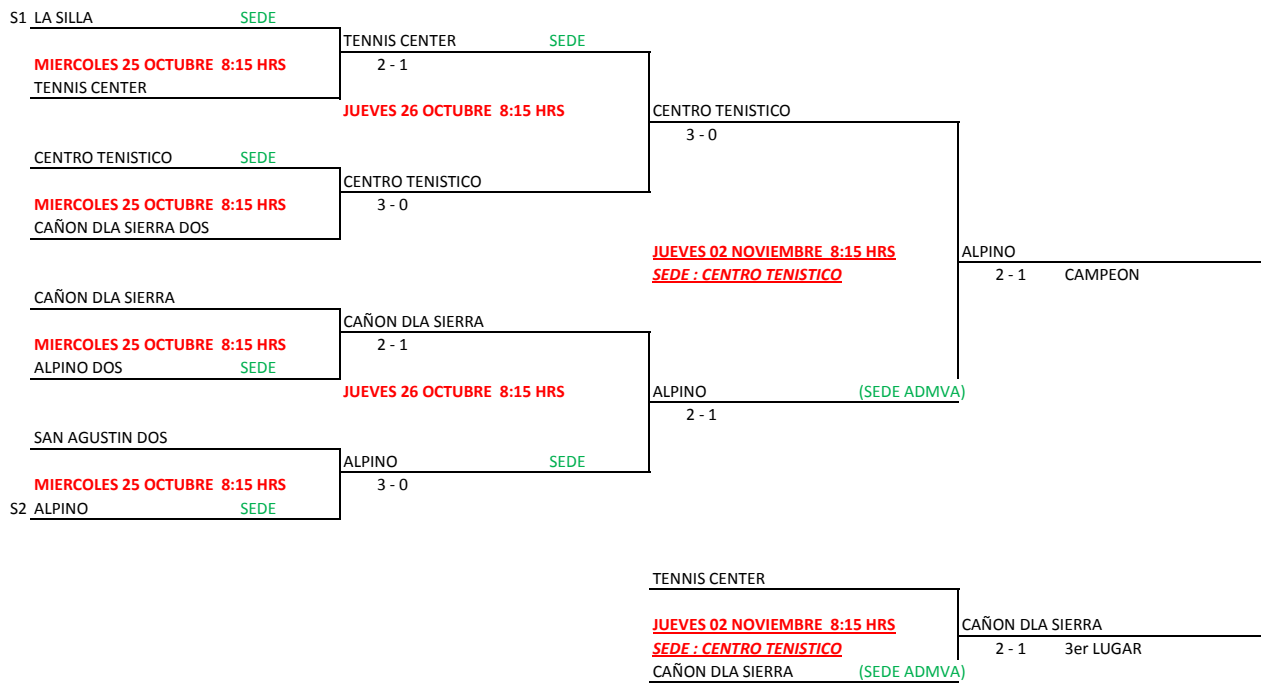 S1 LA SILLA SEDE
TENNIS CENTER SEDE
MIERCOLES 25 OCTUBRE 8:15 HRS
2 - 1
TENNIS CENTER
JUEVES 26 OCTUBRE 8:15 HRS
CENTRO TENISTICO
3 - 0
CENTRO TENISTICO SEDE
CENTRO TENISTICO
MIERCOLES 25 OCTUBRE 8:15 HRS
3 - 0
CAÑON DLA SIERRA DOS
JUEVES 02 NOVIEMBRE 8:15 HRS
ALPINO
SEDE : CENTRO TENISTICO
2 - 1 CAMPEON
CAÑON DLA SIERRA
CAÑON DLA SIERRA
MIERCOLES 25 OCTUBRE 8:15 HRS
2 - 1
ALPINO DOS SEDE
JUEVES 26 OCTUBRE 8:15 HRS
ALPINO (SEDE ADMVA)
2 - 1
SAN AGUSTIN DOS
ALPINO SEDE
MIERCOLES 25 OCTUBRE 8:15 HRS
3 - 0
S2 ALPINO SEDE
TENNIS CENTER
JUEVES 02 NOVIEMBRE 8:15 HRS
CAÑON DLA SIERRA
SEDE : CENTRO TENISTICO
2 - 1 3er LUGAR
CAÑON DLA SIERRA (SEDE ADMVA)